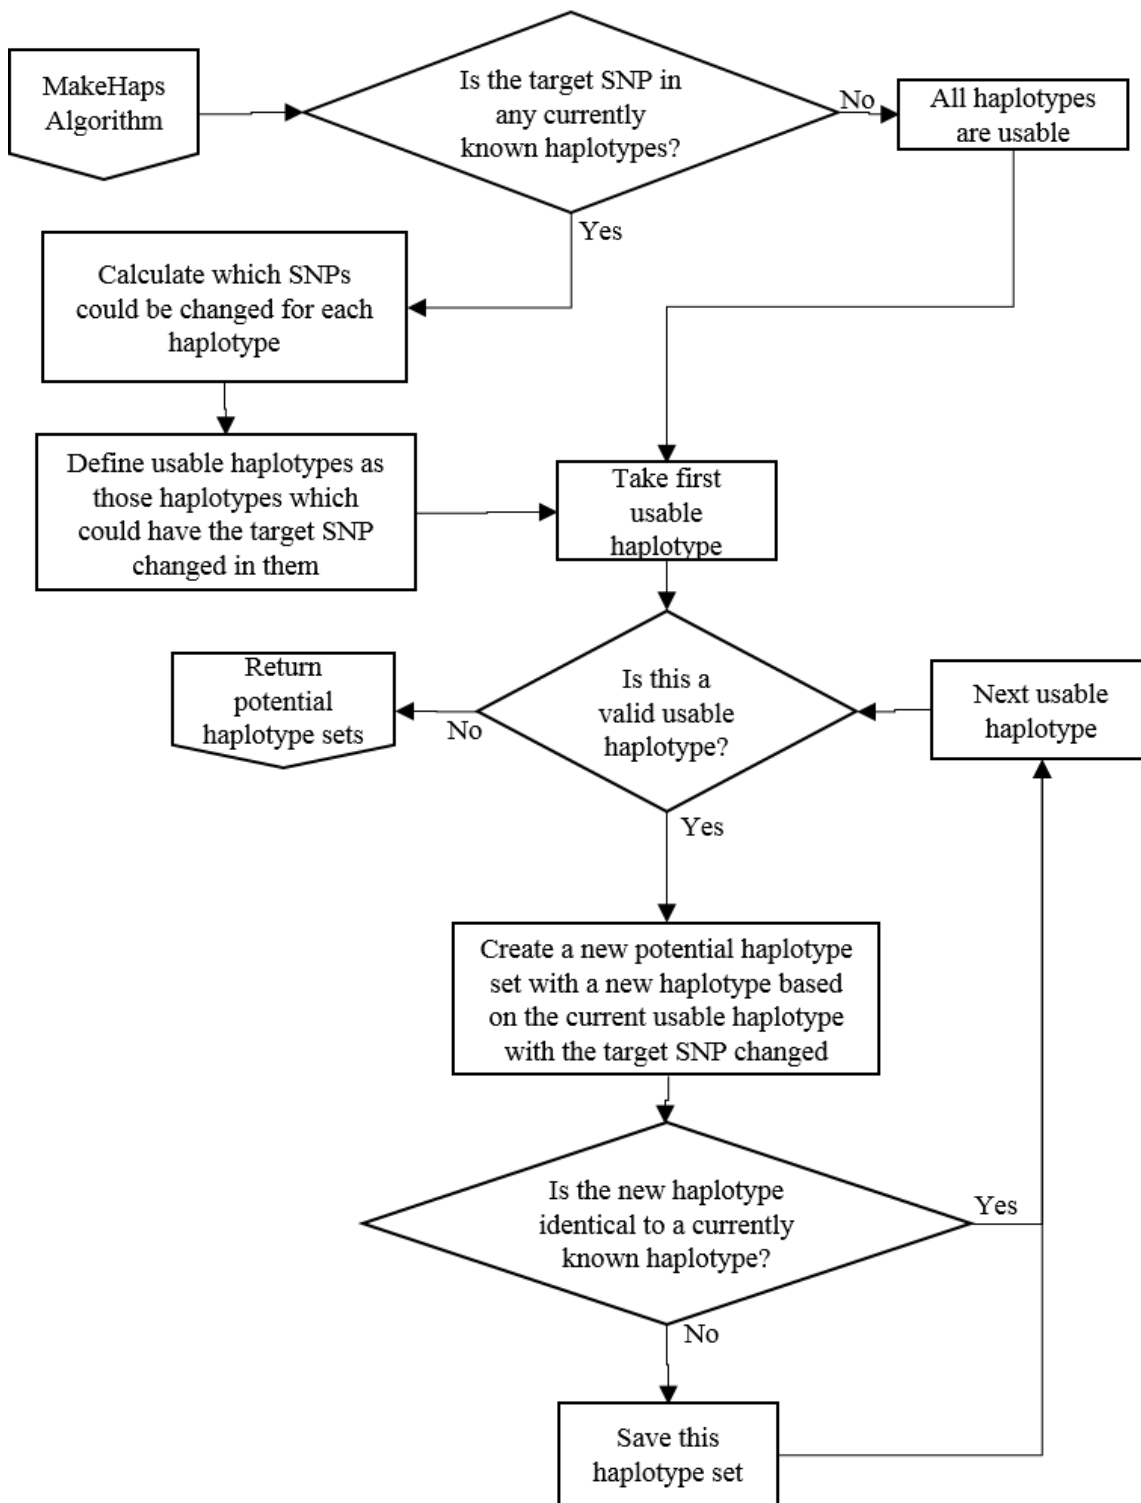 MakeHaps
Algorithm
Is the target SNP in
any currently
known haplotypes?
No
All haplotypes
are usable
Yes
Calculate which SNPs
could be changed for each
haplotype
Define usable haplotypes as
those haplotypes which
could have the target SNP
changed in them
Take first
usable
haplotype
Return
potential
haplotype sets
No
Is this a
valid usable
haplotype?
Next usable
haplotype
Yes
Create a new potential haplotype
set with a new haplotype based
on the current usable haplotype
with the target SNP changed
Is the new haplotype
identical to a currently
known haplotype?
Yes
No
Save this
haplotype set